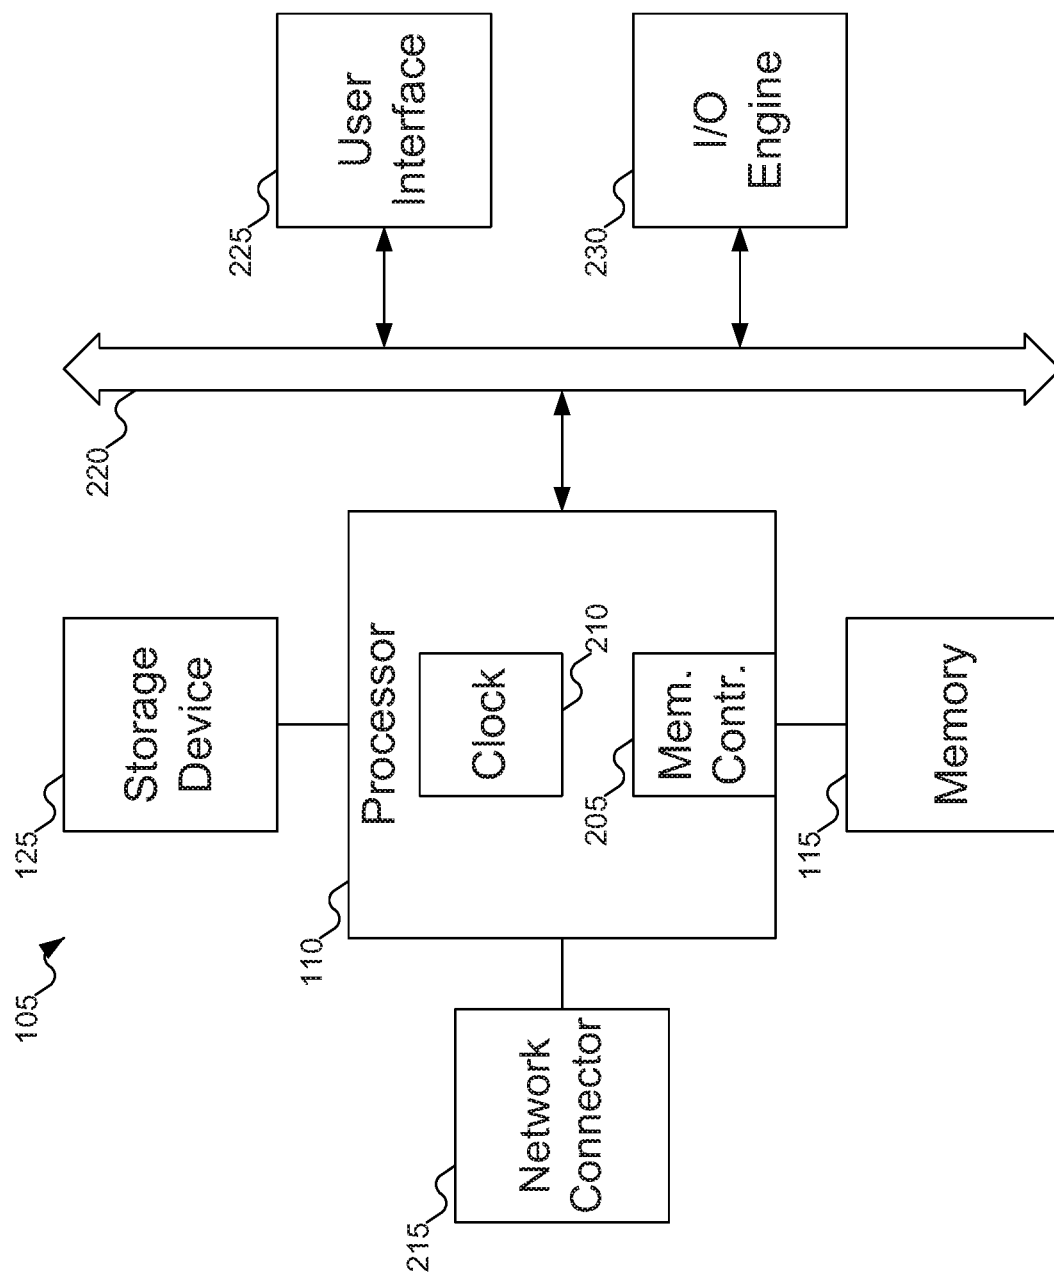 105
125
Storage
Device
110
Processor
Clock
210
205
Mem.
Contr.
115
Memory
215
Network
Connector
220
225
User
Interface
230
I/O
Engine